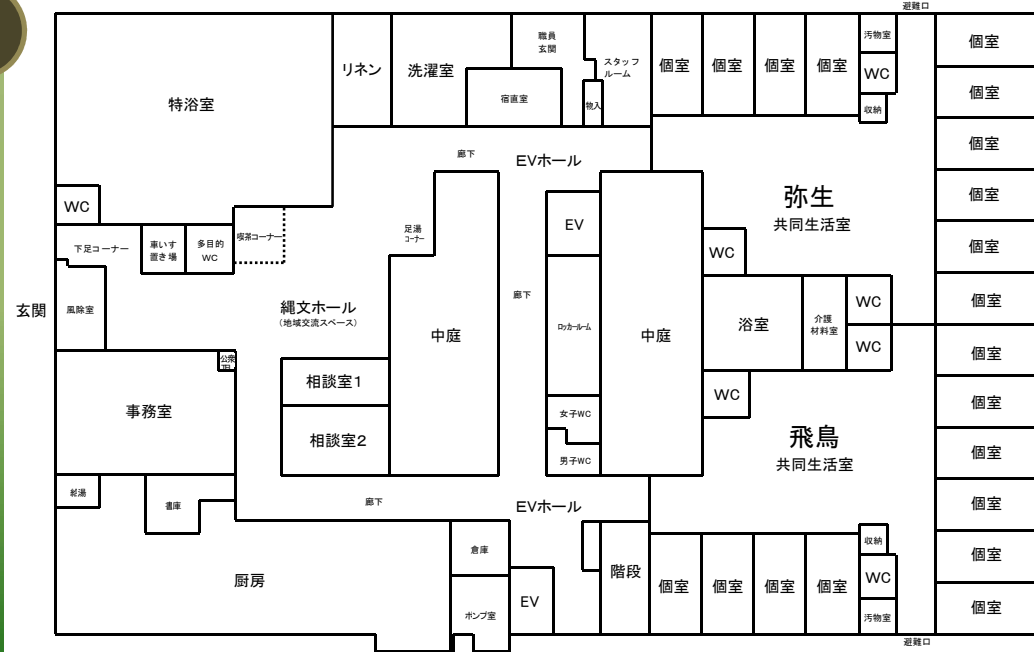 避難口
特浴室
リネン
洗濯室
職員
玄関
宿直室
スタッフ
ルーム
物入
個室
個室
個室
個室
汚物室
WC
収納
個室
個室
個室
個室
個室
個室
WC
下足コーナー
車いす
置き場
多目的
WC
喫茶コーナー
廊下
EVホール
足湯
コーナー
EV
弥生
共同生活室
WC
玄関
風除室
縄文ホール
(地域交流スペース)
中庭
廊下
ロッカールーム
中庭
浴室
介護
材料室
WC
WC
公衆
相談室1
事務室
相談室2
女子WC
男子WC
WC
飛鳥
共同生活室
個室
個室
個室
個室
個室
個室
給湯
書庫
廊下
EVホール
厨房
倉庫
ポンプ室
EV
階段
個室
個室
個室
個室
収納
WC
汚物室
避難口